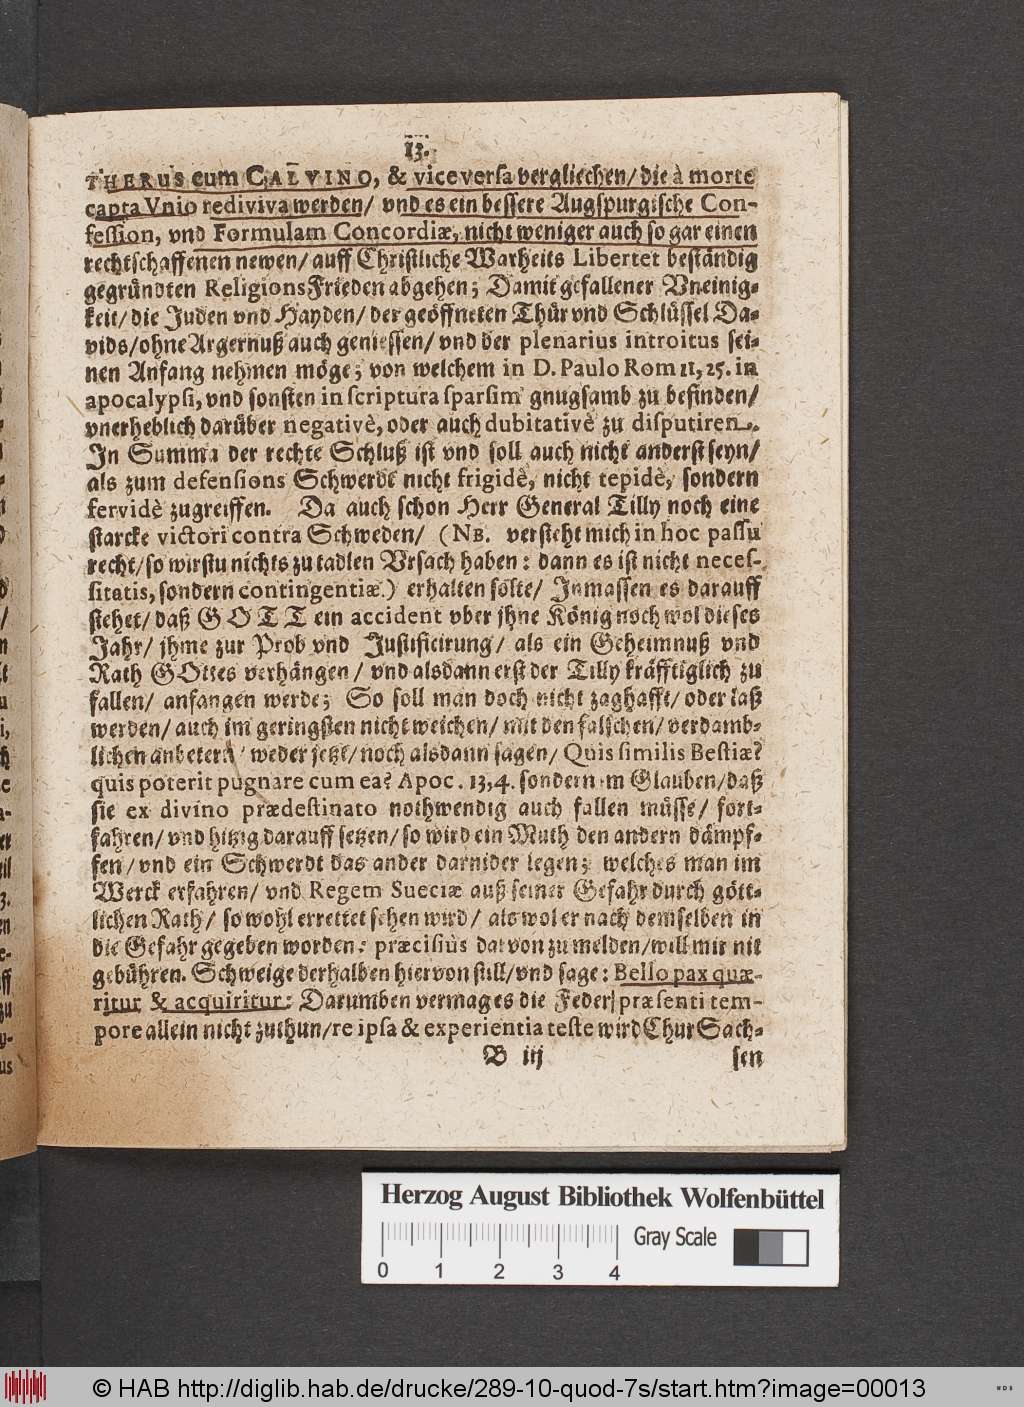 13.
THERUS cum CALVINO, & vice versa vergliechen/ die à morte
capta Vnio rediviva werden/ vnd es ein bessere Augspurgische Con-
fession, vnd Formulam Concordiæ, nicht weniger auch so gar einen
rechtschaffenen newen/ auff Christliche Warheits Libertet beständig
gegründten Religions Frieden abgehen; Damit gefallener Vneinig-
keit/ die Juden vnd Hayden/ der geöffneten Thür vnd Schlüssel Da-
vids/ ohne Argernuß auch geniessen/ vnd der plenarius introitus sei-
nen Anfang nehmen möge; von welchem in D. Paulo Rom 11, 25. in
apocalypsi, vnd sonsten in scriptura sparsim gnugsamb zu befinden/
vnerheblich darüber negativè, oder auch dubitativè zu disputiren.
In Summa der rechte Schluß ist vnd soll auch nicht anderst seyn/
als zum defensions Schwerdt nicht frigidè, nicht tepidè, sondern
fervidè zugreiffen. Da auch schon Herr General Tilly noch eine
starcke victori contra Schweden/ (NB. versteht mich in hoc passu
recht/ so wirstu nichts zu tadlen Vrsach haben: dann es ist nicht neces-
sitatis, sondern contingentiæ.) erhalten solte/ Inmassen es darauff
stehet/ daß GOTT ein accident vber jhne König noch wol dieses
Jahr/ jhme zur Prob vnd Justificirung/ als ein Geheimnuß vnd
Rath GOttes verhängen/ vnd alsdann erst der Tilly kräfftiglich zu
fallen/ anfangen werde; So soll man doch nicht zaghafft/ oder laß
werden/ auch im geringsten nicht weichen/ mit den falschen/ verdamb-
lichen anbetern/ weder jetzt/ noch alsdann sagen/ Quis similis Bestiæ?
quis poterit pugnare cum ea? Apoc. 13, 4. sondern im Glauben/ daß
sie ex divino prædestinato nothwendig auch fallen müsse/ fort-
fahren/ vnd hitzig darauff setzen/ so wird ein Muth den andern dämpf-
fen/ vnd ein Schwerdt das ander darnider legen; welches man im
Werck erfahren/ vnd Regem Sueciæ auß seiner Gefahr durch gött-
lichen Rath/ so wohl errettet sehen wird/ als wol er nach demselben in
die Gefahr gegeben worden: præcisiùs darvon zu melden/ will mir nit
gebühren. Schweige derhalben hiervon still/ vnd sage: Bello pax quæ-
ritur & acquiritur: Darumben vermag es die Feder præsenti tem-
pore allein nicht zuthun/ re ipsa & experientia teste wird Chur Sach-
B iij
sen
Herzog August Bibliothek Wolfenbüttel
Gray Scale
0 1 2 3 4
© HAB http://diglib.hab.de/drucke/289-10-quod-7s/start.htm?image=00013